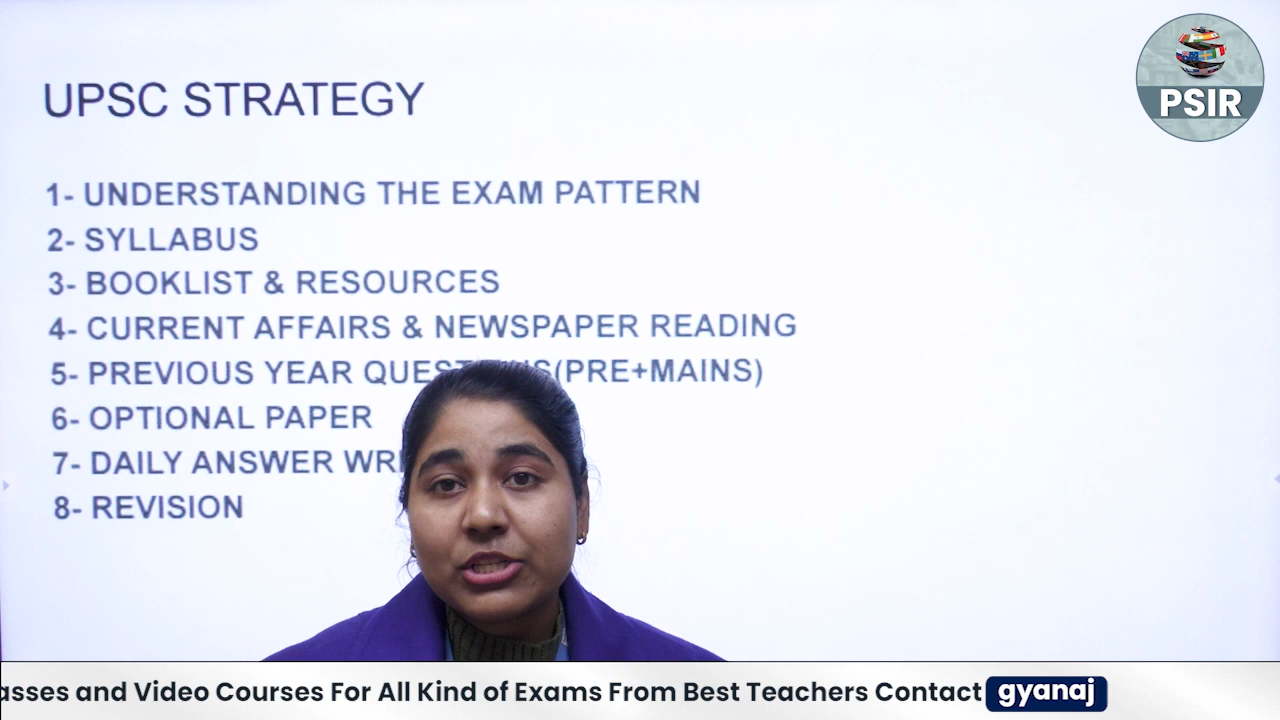 PSIR
UPSC STRATEGY
1- UNDERSTANDING THE EXAM PATTERN
2- SYLLABUS
3- BOOKLIST & RESOURCES
4- CURRENT AFFAIRS & NEWSPAPER READING
5- PREVIOUS YEAR (PRE+MAINS)
6- OPTIONAL PAPER
7- DAILY ANSWER
8- REVISION
and Video Courses For All Kind of Exams From Best Teachers Contact gyanaj